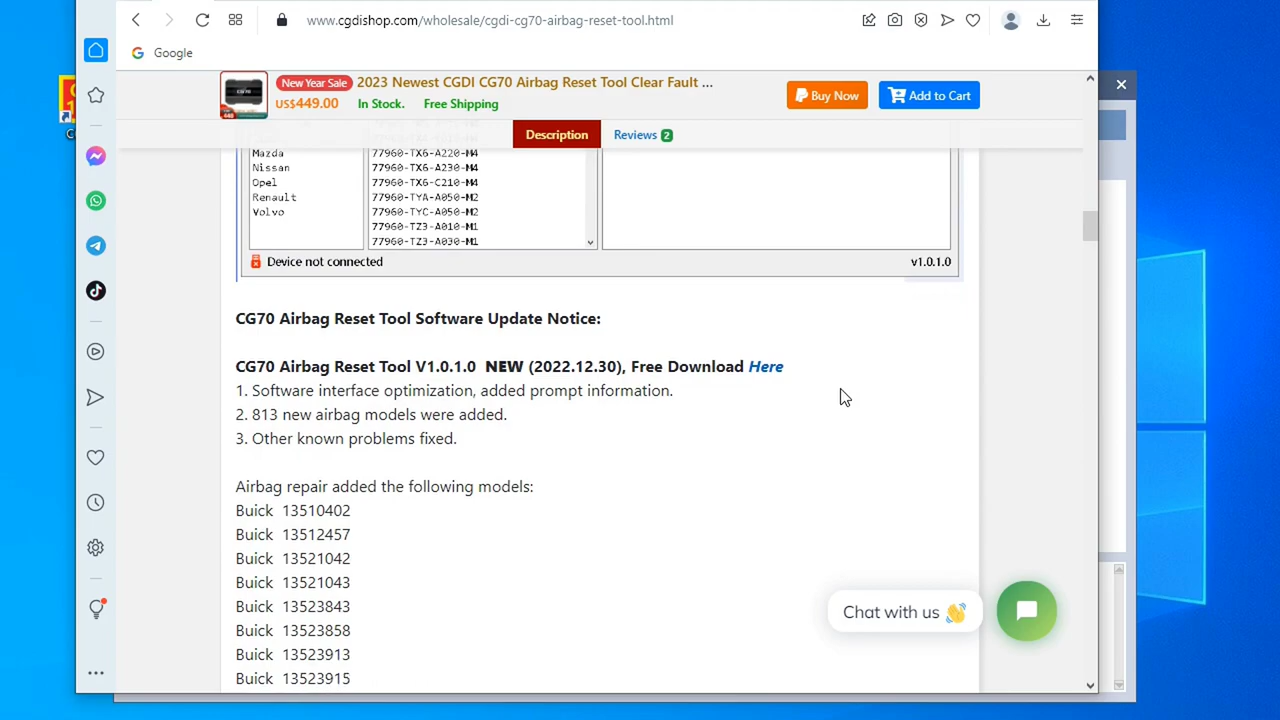 www.cgdishop.com/wholesale/cgdi-cg70-airbag-reset-tool.html
Google
New Year Sale 2023 Newest CGDI CG70 Airbag Reset Tool Clear Fault ...
US$449.00 In Stock. Free Shipping
Buy Now
Add to Cart
Description
Reviews 2
Mazda
Nissan
Opel
Renault
Volvo
77960-TX6-A220-M4
77960-TX6-A230-M4
77960-TX6-C210-M4
77960-TYA-A050-M2
77960-TYC-A050-M2
77960-TZ3-A010-M1
77960-TZ3-A030-M1
Device not connected
v1.0.1.0
CG70 Airbag Reset Tool Software Update Notice:
CG70 Airbag Reset Tool V1.0.1.0 NEW (2022.12.30), Free Download Here
1. Software interface optimization, added prompt information.
2. 813 new airbag models were added.
3. Other known problems fixed.
Airbag repair added the following models:
Buick 13510402
Buick 13512457
Buick 13521042
Buick 13521043
Buick 13523843
Buick 13523858
Buick 13523913
Buick 13523915
Chat with us